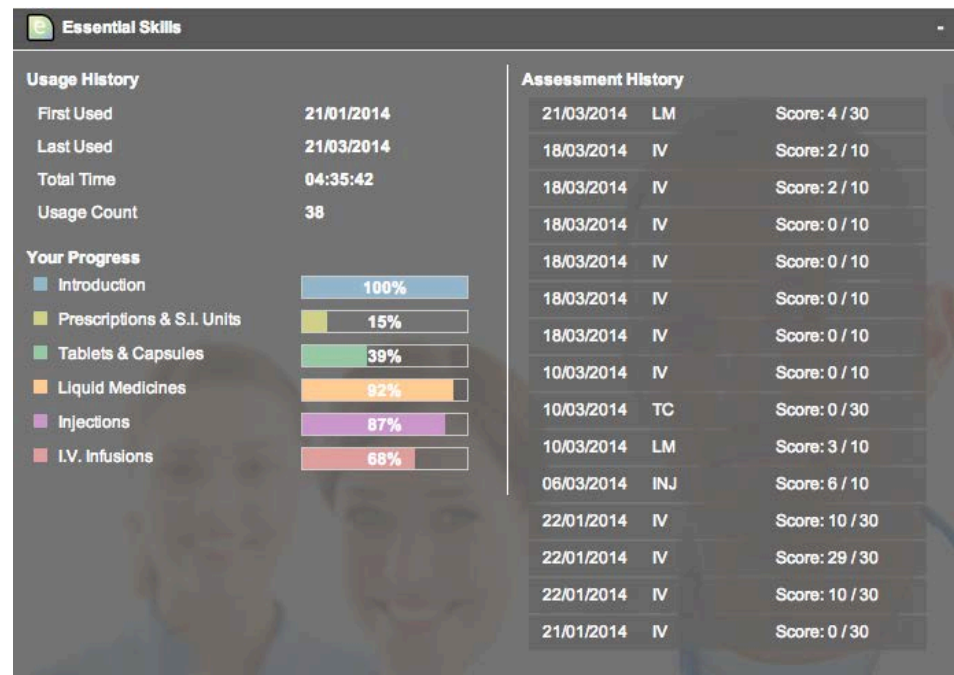 e Essential Skills -
Usage History
First Used 21/01/2014
Last Used 21/03/2014
Total Time 04:35:42
Usage Count 38
Your Progress
Introduction 100%
Prescriptions & S.I. Units 15%
Tablets & Capsules 39%
Liquid Medicines 92%
Injections 87%
I.V. Infusions 68%
Assessment History
21/03/2014 LM Score: 4 / 30
18/03/2014 IV Score: 2 / 10
18/03/2014 IV Score: 2 / 10
18/03/2014 IV Score: 0 / 10
18/03/2014 IV Score: 0 / 10
18/03/2014 IV Score: 0 / 10
18/03/2014 IV Score: 0 / 10
10/03/2014 IV Score: 0 / 10
10/03/2014 TC Score: 0 / 30
10/03/2014 LM Score: 3 / 10
06/03/2014 INJ Score: 6 / 10
22/01/2014 IV Score: 10 / 30
22/01/2014 IV Score: 29 / 30
22/01/2014 IV Score: 10 / 30
21/01/2014 IV Score: 0 / 30